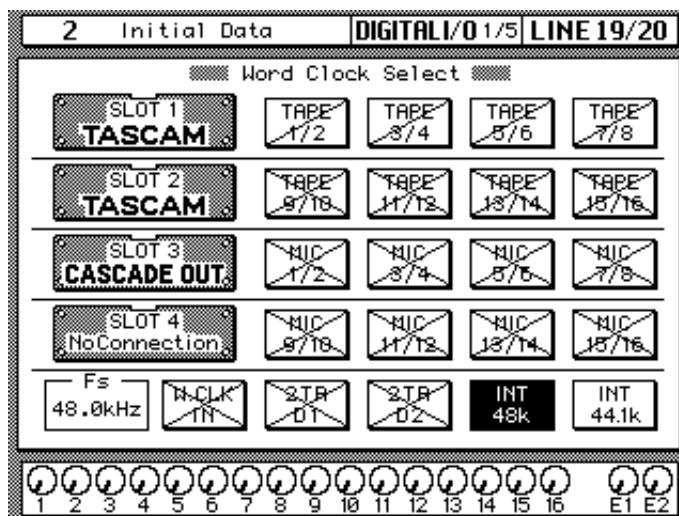 2 Initial Data DIGITAL I/O 1/5 LINE 19/20
Word Clock Select
SLOT 1 TASCAM TAPE 1/2 TAPE 3/4 TAPE 5/6 TAPE 7/8
SLOT 2 TASCAM TAPE 9/10 TAPE 11/12 TAPE 13/14 TAPE 15/16
SLOT 3 CASCADE OUT MIC 1/2 MIC 3/4 MIC 5/6 MIC 7/8
SLOT 4 NoConnection MIC 9/10 MIC 11/12 MIC 13/14 MIC 15/16
Fs 48.0kHz W.CLK IN 2TR D1 2TR D2 INT 48k INT 44.1k
1 2 3 4 5 6 7 8 9 10 11 12 13 14 15 16 E1 E2